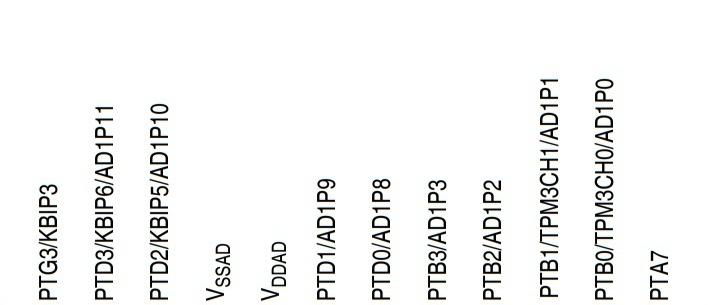 PTG3/KBIP3
PTD3/KBIP6/AD1P11
PTD2/KBIP5/AD1P10
VSSAD
VDDAD
PTD1/AD1P9
PTD0/AD1P8
PTB3/AD1P3
PTB2/AD1P2
PTB1/TPM3CH1/AD1P1
PTB0/TPM3CH0/AD1P0
PTA7